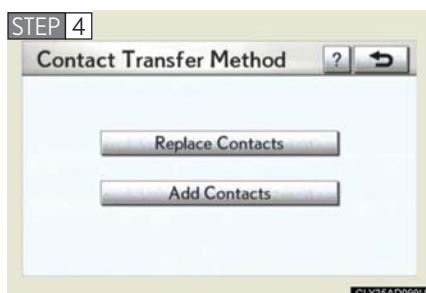 STEP 4
Contact Transfer Method ?
Replace Contacts
Add Contacts